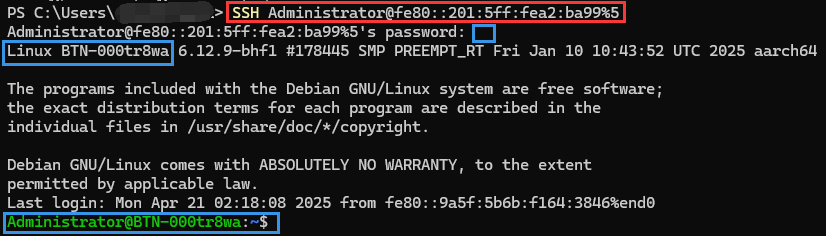 PS C:\Users\> SSH Administrator@fe80::201:5ff:fea2:ba99%5
Administrator@fe80::201:5ff:fea2:ba99%5's password:
Linux BTN-000tr8wa 6.12.9-bhf1 #178445 SMP PREEMPT_RT Fri Jan 10 10:43:52 UTC 2025 aarch64
The programs included with the Debian GNU/Linux system are free software;
the exact distribution terms for each program are described in the
individual files in /usr/share/doc/*/copyright.
Debian GNU/Linux comes with ABSOLUTELY NO WARRANTY, to the extent
permitted by applicable law.
Last login: Mon Apr 21 02:18:08 2025 from fe80::9a5f:5b6b:f164:3846%end0
Administrator@BTN-000tr8wa:~$